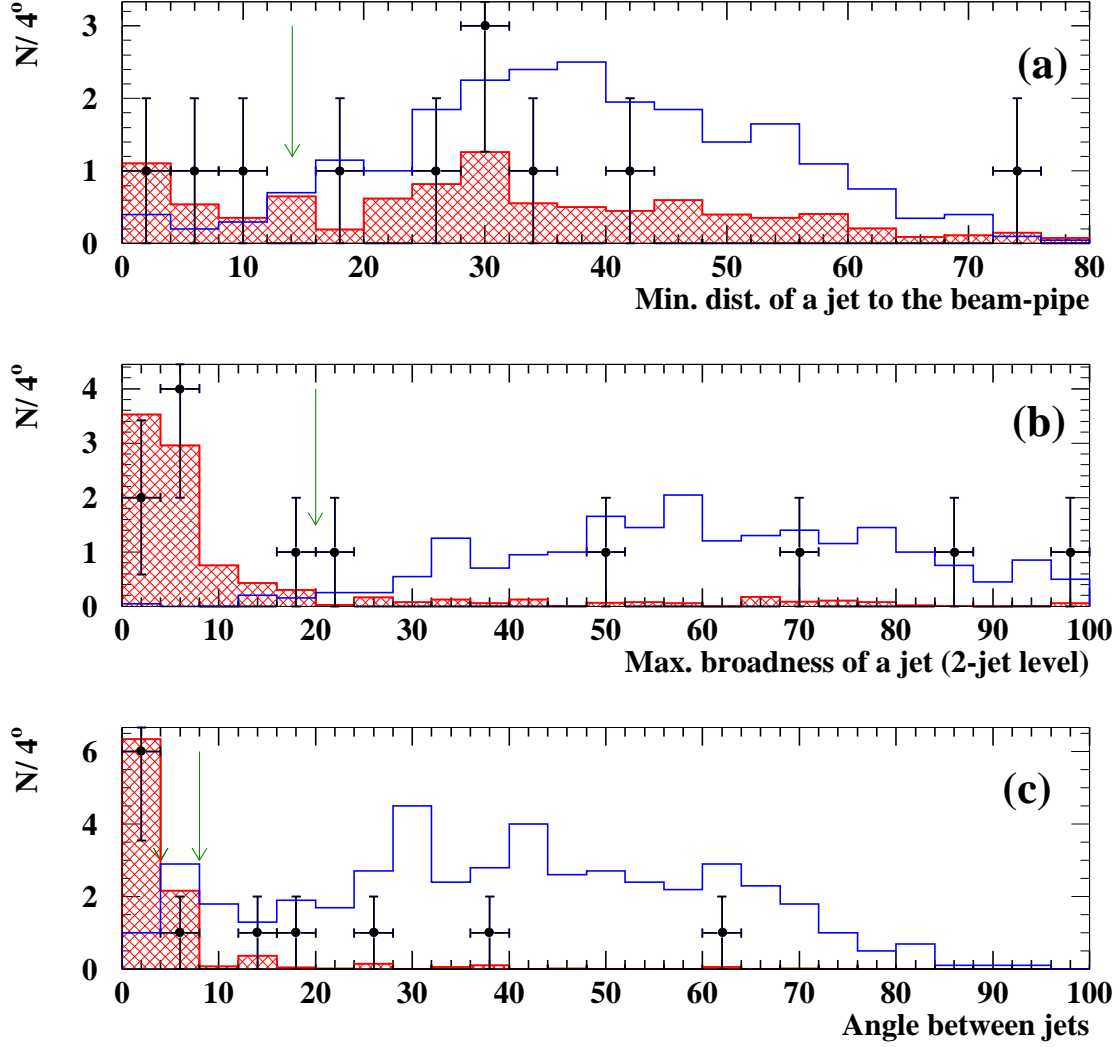 N/ 4°
3
2
1
0
(a)
0 10 20 30 40 50 60 70 80
Min. dist. of a jet to the beam-pipe
N/ 4°
4
3
2
1
0
(b)
0 10 20 30 40 50 60 70 80 90 100
Max. broadness of a jet (2-jet level)
N/ 4°
6
4
2
0
(c)
0 10 20 30 40 50 60 70 80 90 100
Angle between jets